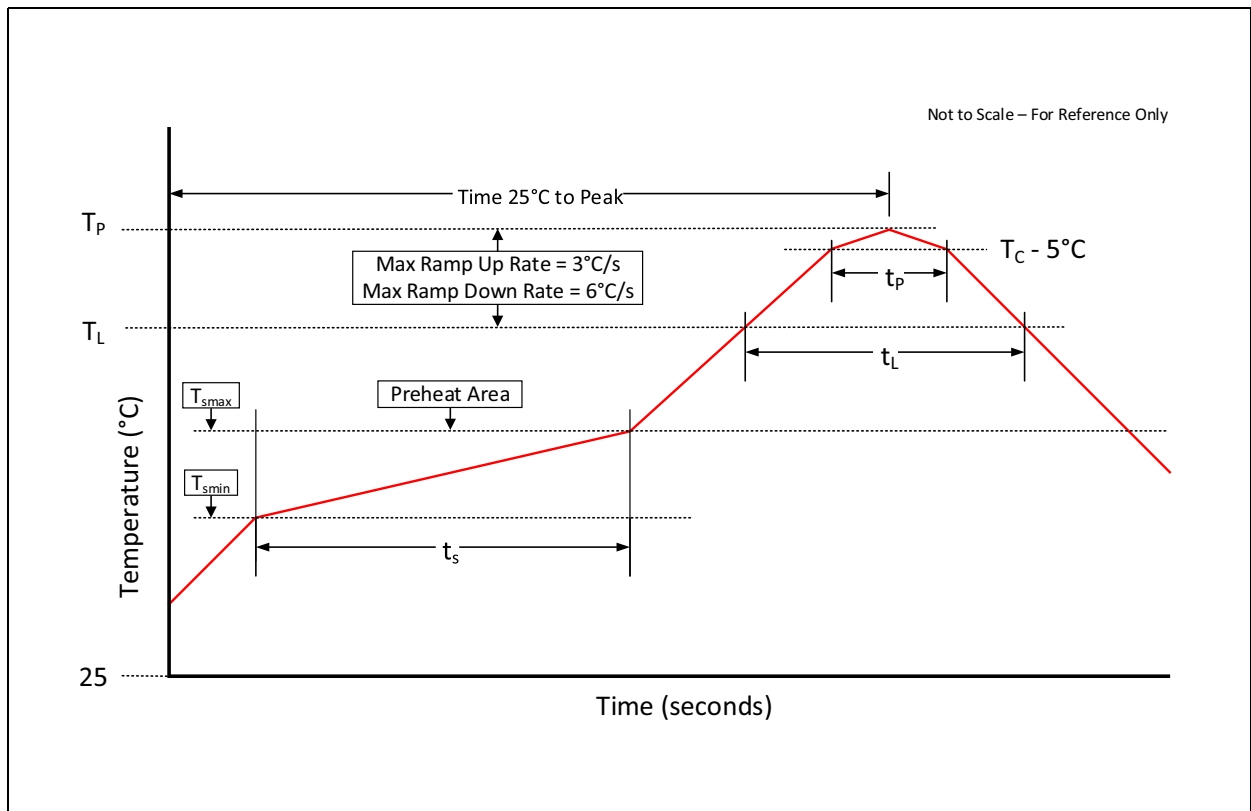 Not to Scale – For Reference Only
Time 25°C to Peak
TP
TC - 5°C
Max Ramp Up Rate = 3°C/s
Max Ramp Down Rate = 6°C/s
tP
TL
tL
Tsmax
Preheat Area
Tsmin
ts
Temperature (°C)
25
Time (seconds)